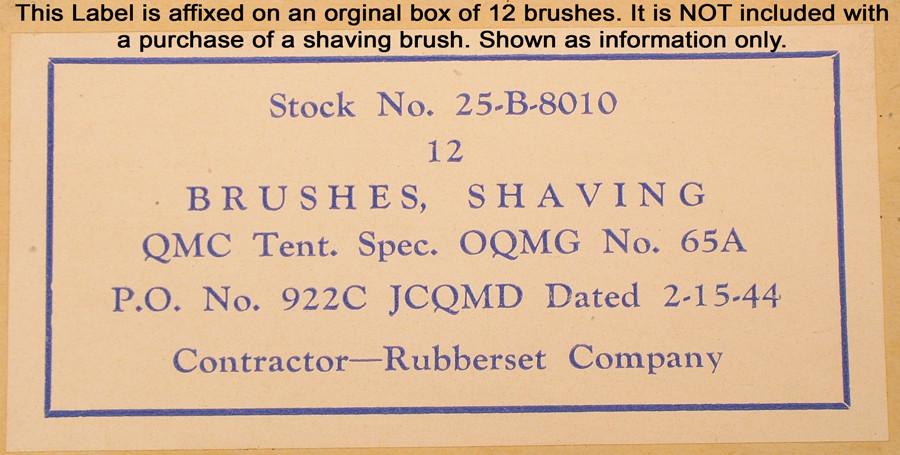 This Label is affixed on an orginal box of 12 brushes. It is NOT included with
a purchase of a shaving brush. Shown as information only.
Stock No. 25-B-8010
12
BRUSHES, SHAVING
QMC Tent. Spec. OQMG No. 65A
P.O. No. 922C JCQMD Dated 2-15-44
Contractor—Rubberset Company